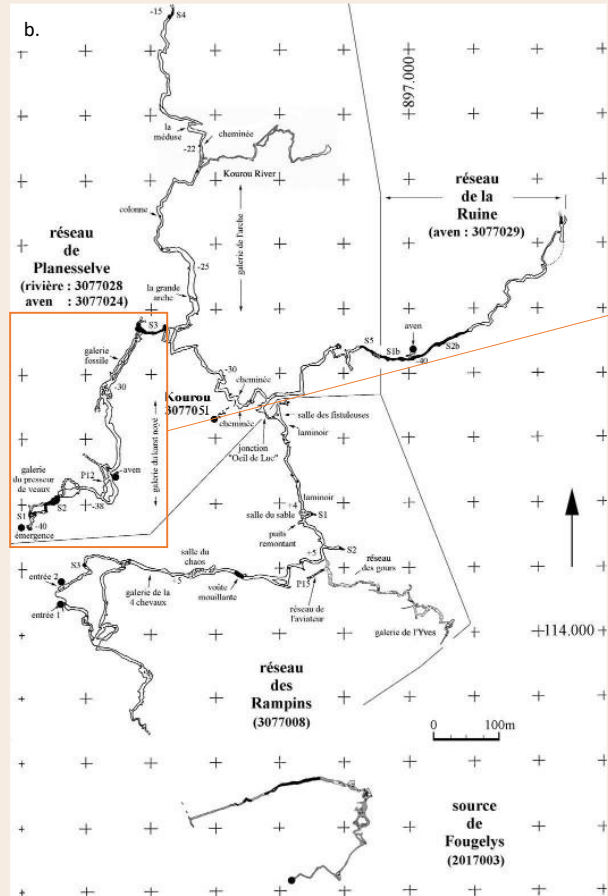 b.
-15
S4
897.000
la
méduse
cheminée
-22
Kourou River
réseau
de la
Ruine
(aven : 3077029)
colonne
galerie de l'arche
réseau
de
Planesselve
(rivière : 3077028
aven : 3077024)
-25
la grande
arche
S3
S5
aven
S1b
S2b
-40
galerie
fossile
-30
-30
cheminée
Kourou
3077051
cheminée
salle des fistuleuses
laminoir
jonction
"Oeil de Luc"
galerie du karst noyé
galerie
du presseur
de veaux
P12
aven
S2
S1
-38
-40
émergence
laminoir
+4
salle du sable
S1
puits
remontant
+5
S2
S3
salle du
chaos
réseau
des gours
entrée 2
+5
galerie de la
4 chevaux
voûte
mouillante
P15
réseau de
l'aviateur
entrée 1
galerie de l'Yves
114.000
réseau
des
Rampins
(3077008)
0
100m
source
de
Fougelys
(2017003)